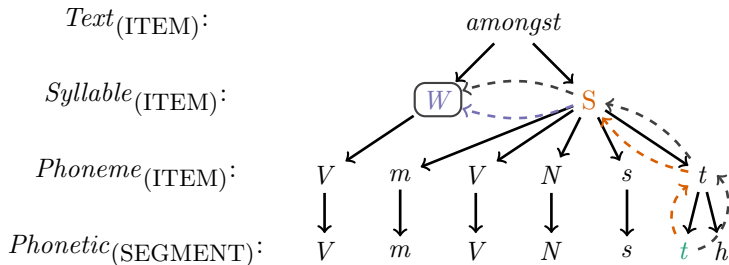 Text(ITEM): amongst
Syllable(ITEM): W S
Phoneme(ITEM): V m V N s t
Phonetic(SEGMENT): V m V N s t h